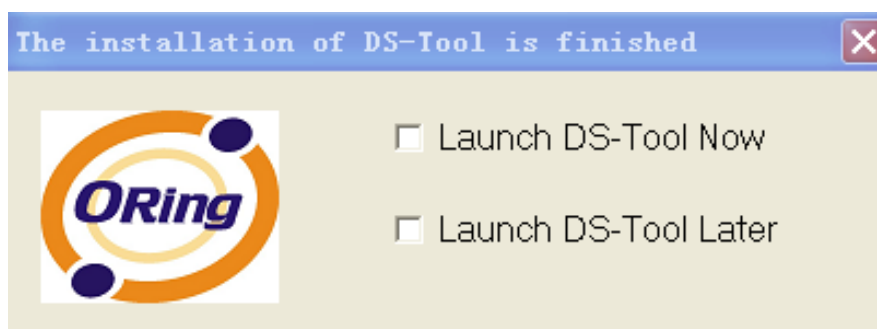 The installation of DS-Tool is finished
Launch DS-Tool Now
ORing
Launch DS-Tool Later